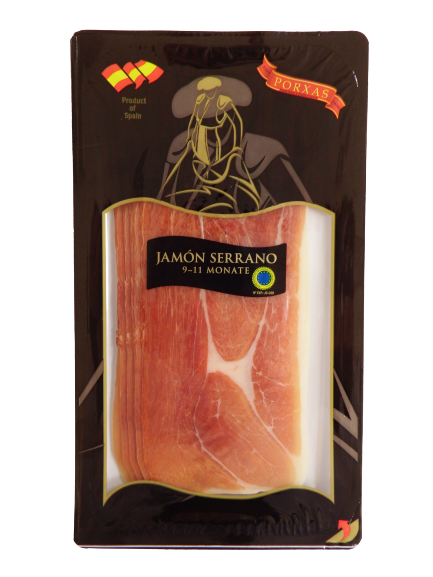 PORXAS
Product
of
Spain
JAMÓN SERRANO
9–11 MONATE